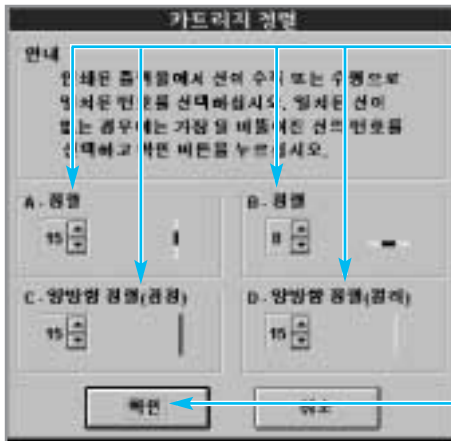 카트리지 정렬
안내
인쇄된 출력물에서 선이 수직 또는 수평으로
일치된 번호를 선택하십시오. 일치된 선이
없는 경우에는 가장 덜 비뚤어진 선의 번호를
선택하고 확인 버튼을 누르십시오.
A - 정렬
B - 정렬
15
8
C - 양방향 정렬(검정)
D - 양방향 정렬(컬러)
15
15
확인
취소